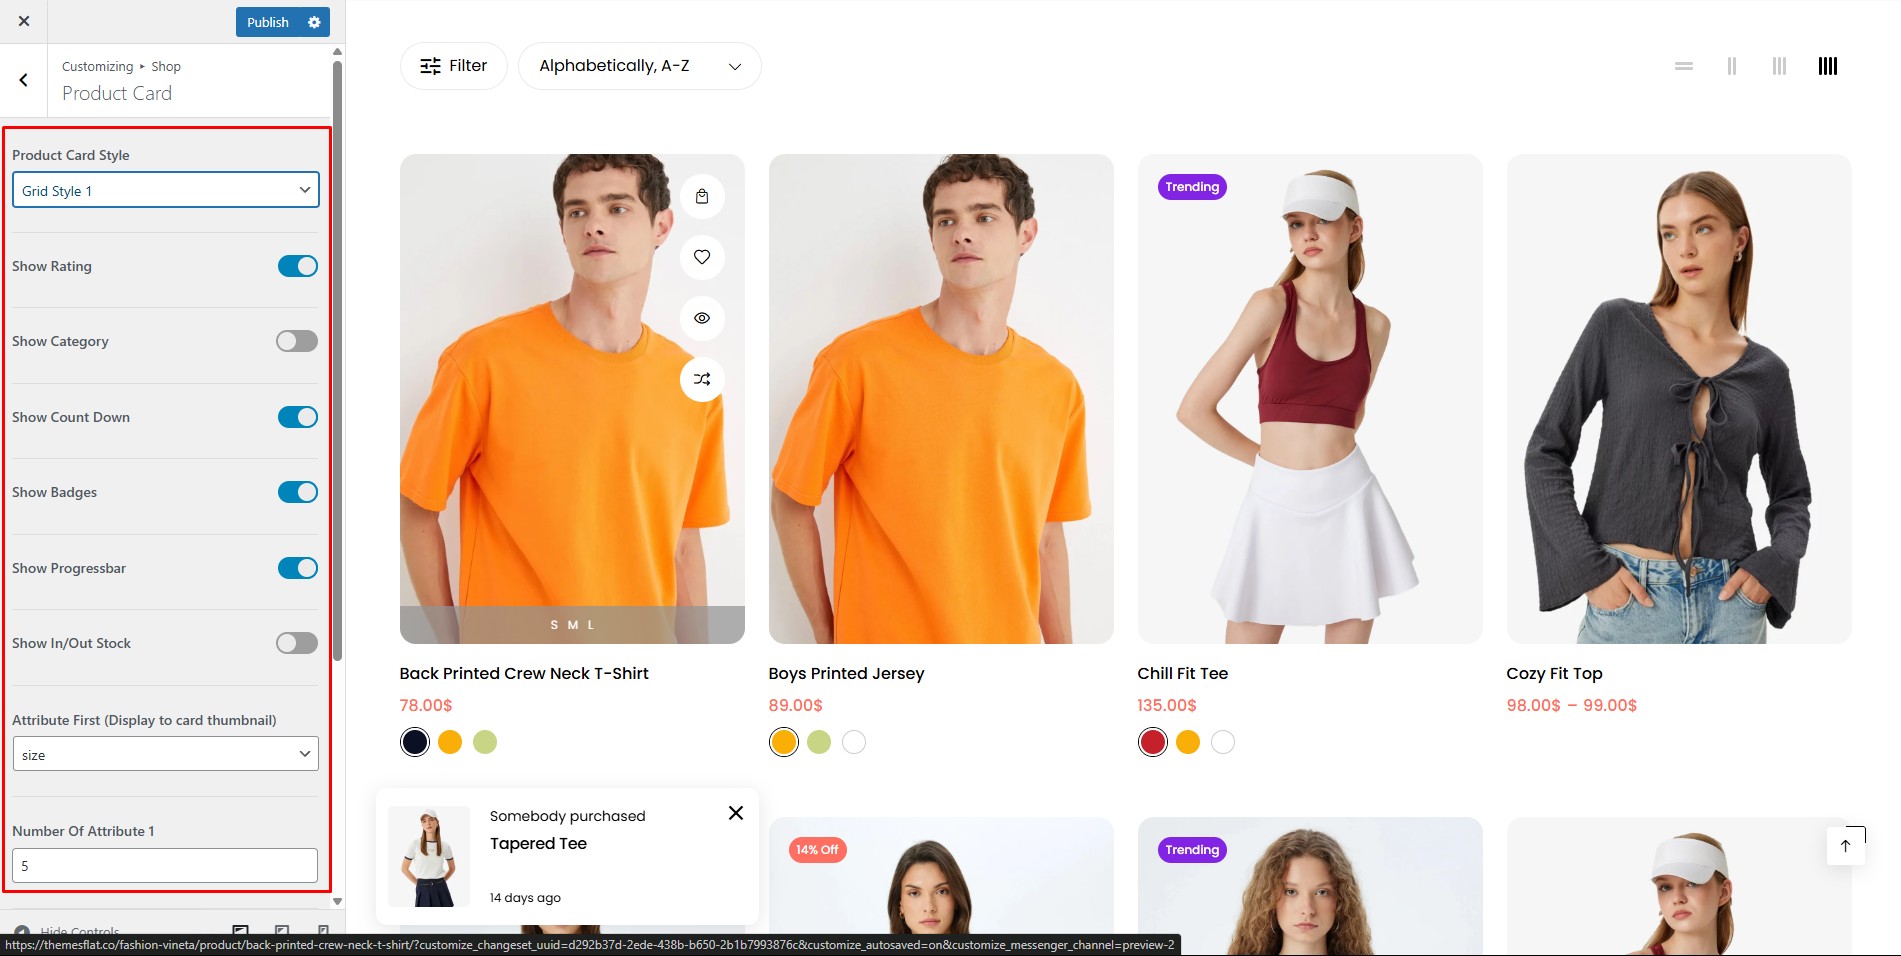 Publish
Customizing ▸ Shop
Product Card
Product Card Style
Grid Style 1
Show Rating
Show Category
Show Count Down
Show Badges
Show Progressbar
Show In/Out Stock
Attribute First (Display to card thumbnail)
size
Number Of Attribute 1
5
Hide Controls
Filter
Alphabetically, A-Z
S M L
Back Printed Crew Neck T-Shirt
78.00$
Boys Printed Jersey
89.00$
Trending
Chill Fit Tee
135.00$
Cozy Fit Top
98.00$ – 99.00$
Somebody purchased
Tapered Tee
14 days ago
14% Off
Trending
https://themesflat.co/fashion-vineta/product/back-printed-crew-neck-t-shirt/?customize_changeset_uuid=d292b37d-2ede-438b-b650-2b1b7993876c&customize_autosaved=on&customize_messenger_channel=preview-2